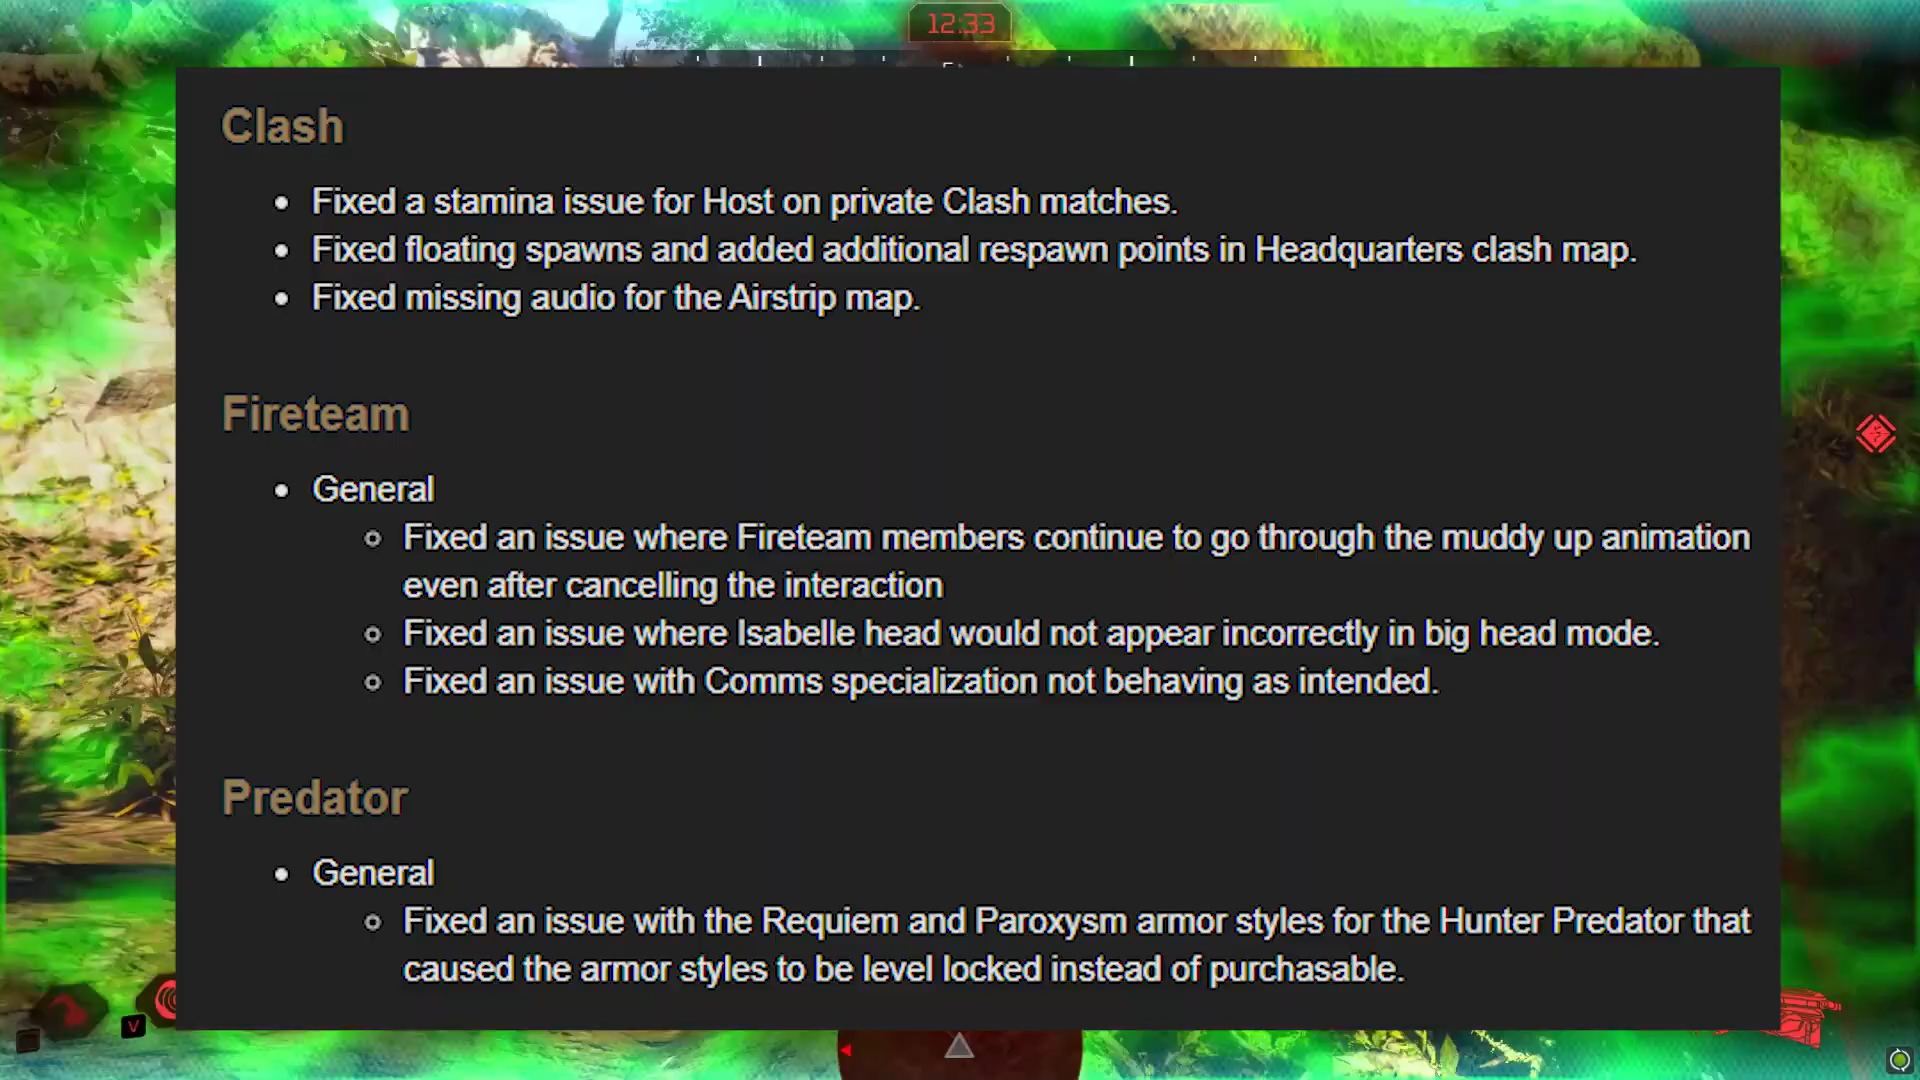 12:33
Clash
Fixed a stamina issue for Host on private Clash matches.
Fixed floating spawns and added additional respawn points in Headquarters clash map.
Fixed missing audio for the Airstrip map.
Fireteam
General
Fixed an issue where Fireteam members continue to go through the muddy up animation
even after cancelling the interaction
Fixed an issue where Isabelle head would not appear incorrectly in big head mode.
Fixed an issue with Comms specialization not behaving as intended.
Predator
General
Fixed an issue with the Requiem and Paroxysm armor styles for the Hunter Predator that
caused the armor styles to be level locked instead of purchasable.
V